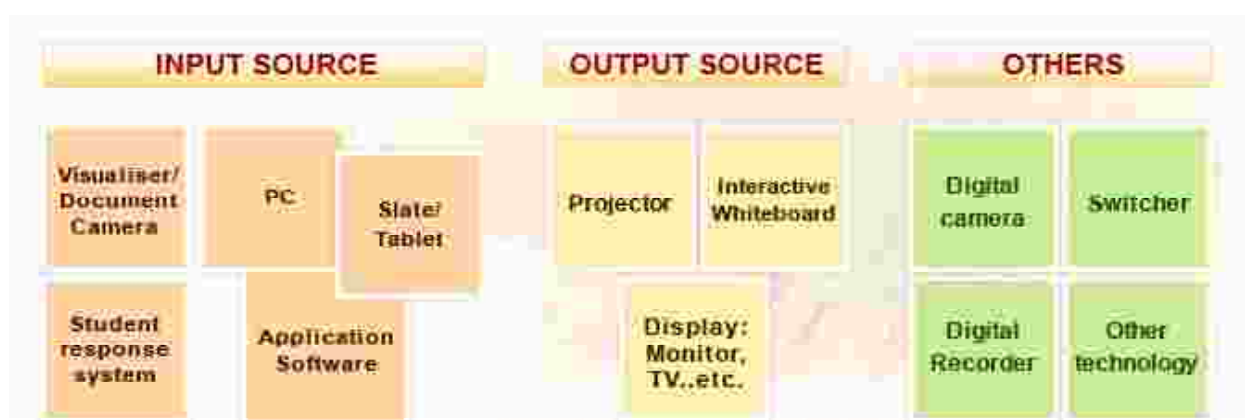 INPUT SOURCE
OUTPUT SOURCE
OTHERS
Visualiser/
Document
Camera
PC
Slate/
Tablet
Projector
Interactive
Whiteboard
Digital
camera
Switcher
Student
response
system
Application
Software
Display:
Monitor,
TV..etc.
Digital
Recorder
Other
technology